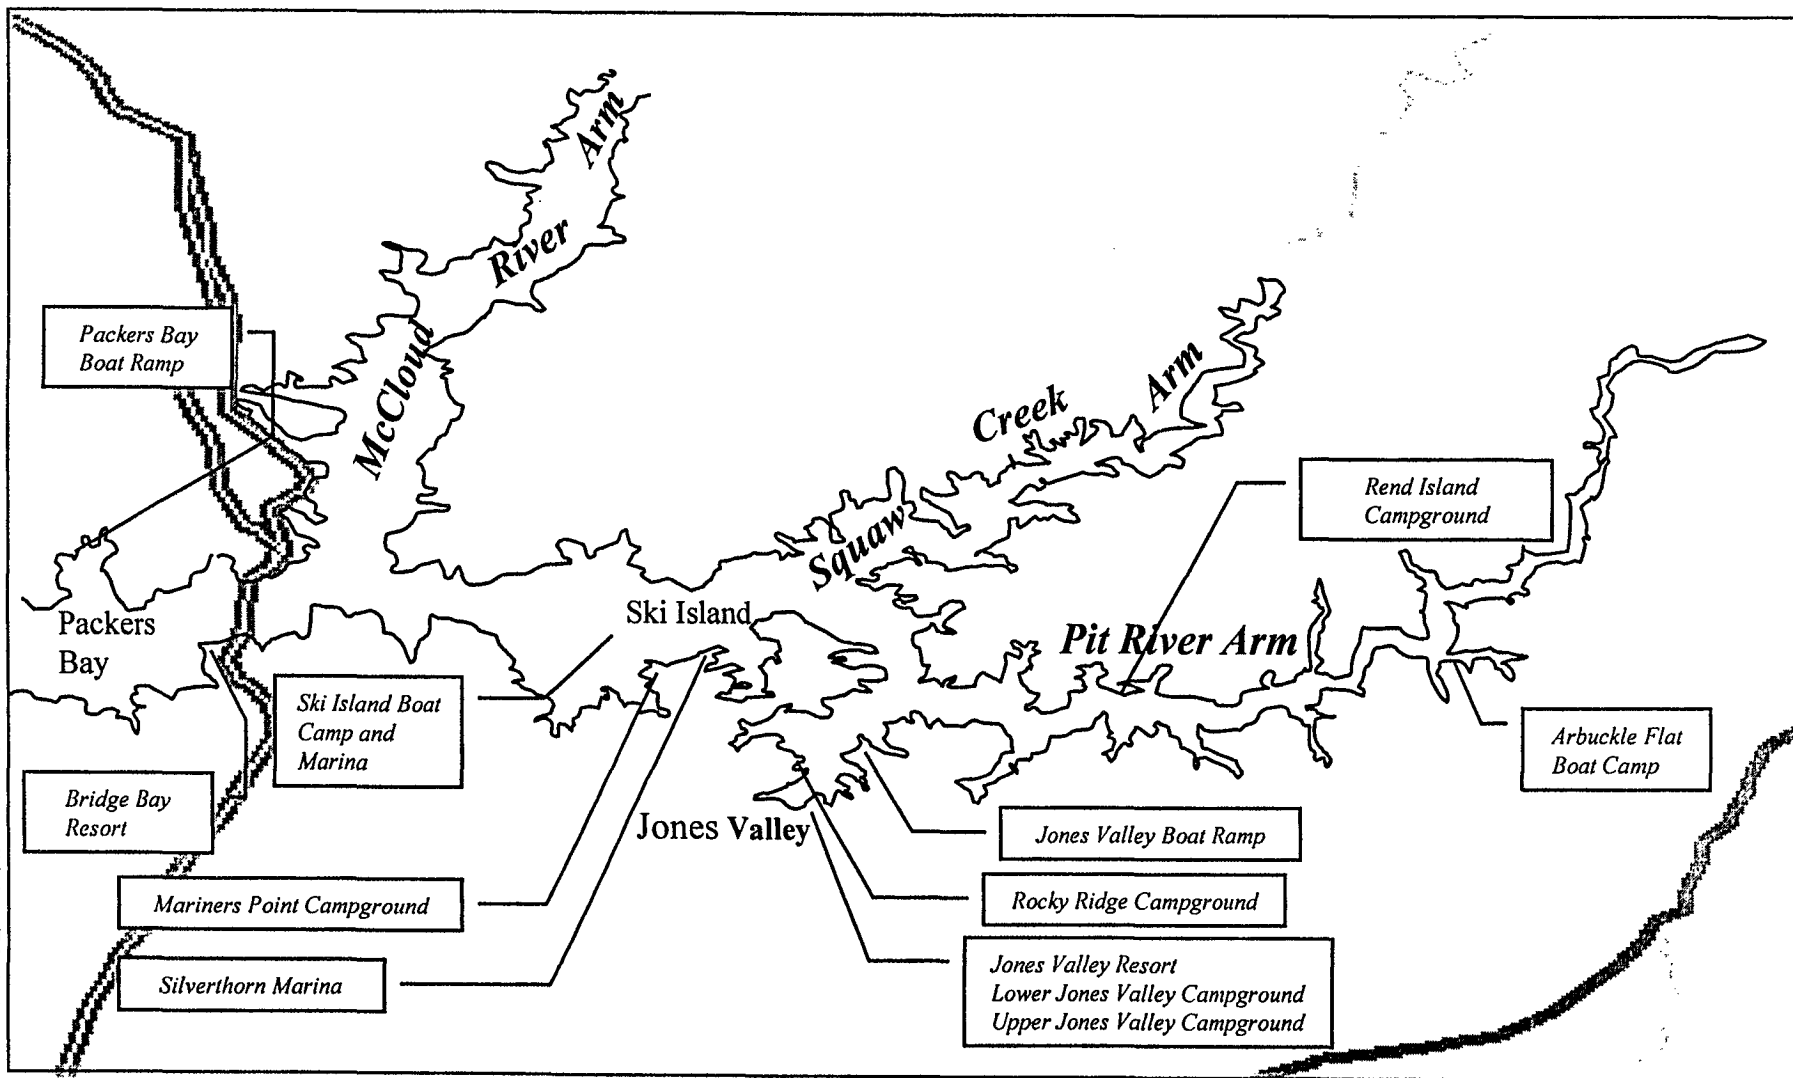 Arm
River
McCloud
Packers Bay
Boat Ramp
Creek
Arm
Squaw
Rend Island
Campground
Packers
Bay
Ski Island
Pit River Arm
Ski Island Boat
Camp and
Marina
Arbuckle Flat
Boat Camp
Bridge Bay
Resort
Jones Valley
Jones Valley Boat Ramp
Mariners Point Campground
Rocky Ridge Campground
Silverthorn Marina
Jones Valley Resort
Lower Jones Valley Campground
Upper Jones Valley Campground